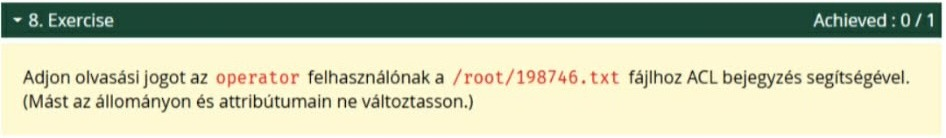 8. Exercise Achieved : 0 / 1
Adjon olvasási jogot az operator felhasználónak a /root/198746.txt fájlhoz ACL bejegyzés segítségével.
(Mást az állományon és attribútumain ne változtasson.)